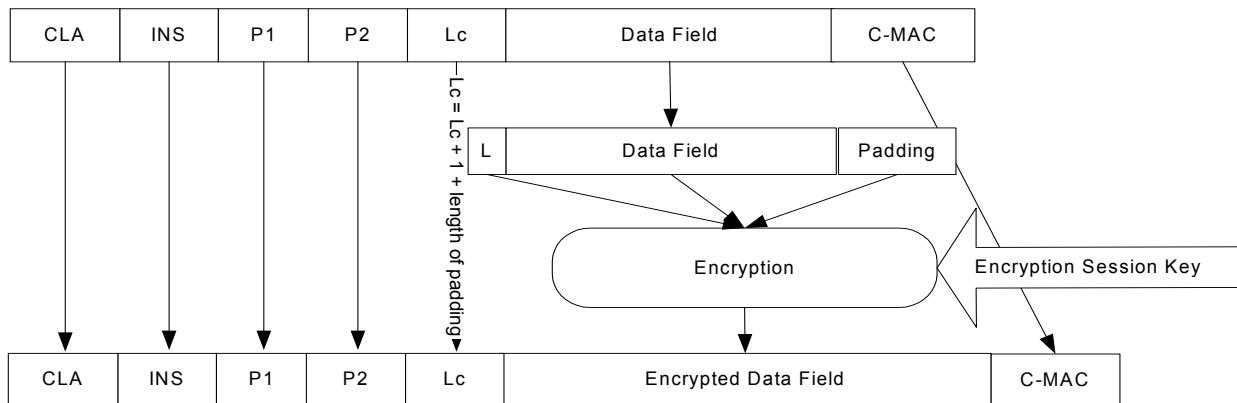 CLA INS P1 P2 Lc Data Field C-MAC
Lc = Lc + 1 + length of padding
L Data Field Padding
Encryption
Encryption Session Key
CLA INS P1 P2 Lc Encrypted Data Field C-MAC